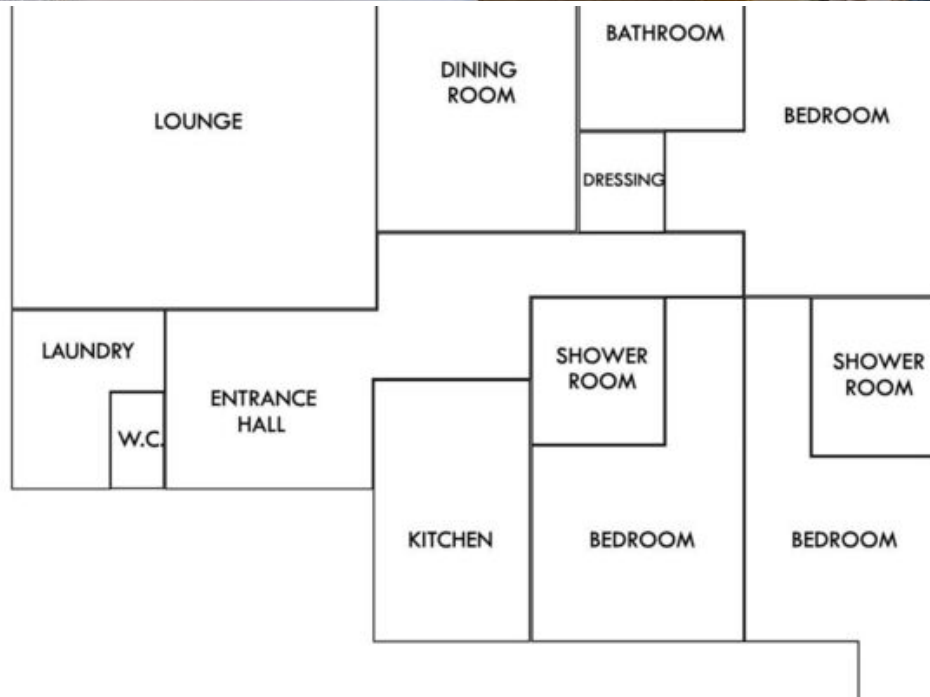 BATHROOM
DINING
ROOM
BEDROOM
LOUNGE
DRESSING
LAUNDRY
SHOWER
ROOM
SHOWER
ROOM
ENTRANCE
HALL
W.C.
KITCHEN
BEDROOM
BEDROOM